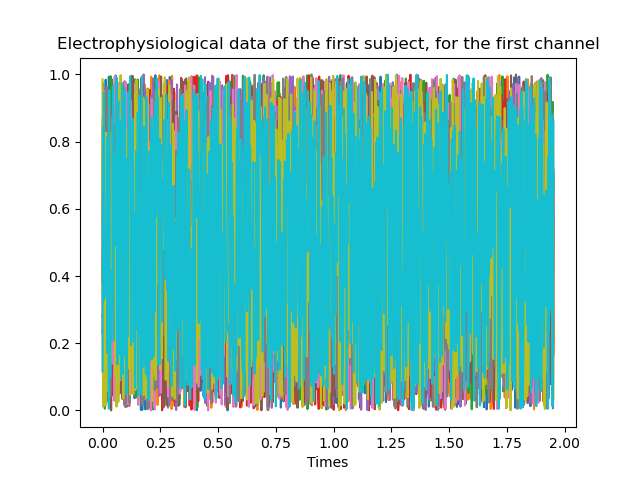 Electrophysiological data of the first subject, for the first channel
1.0
0.8
0.6
0.4
0.2
0.0
0.00 0.25 0.50 0.75 1.00 1.25 1.50 1.75 2.00
Times